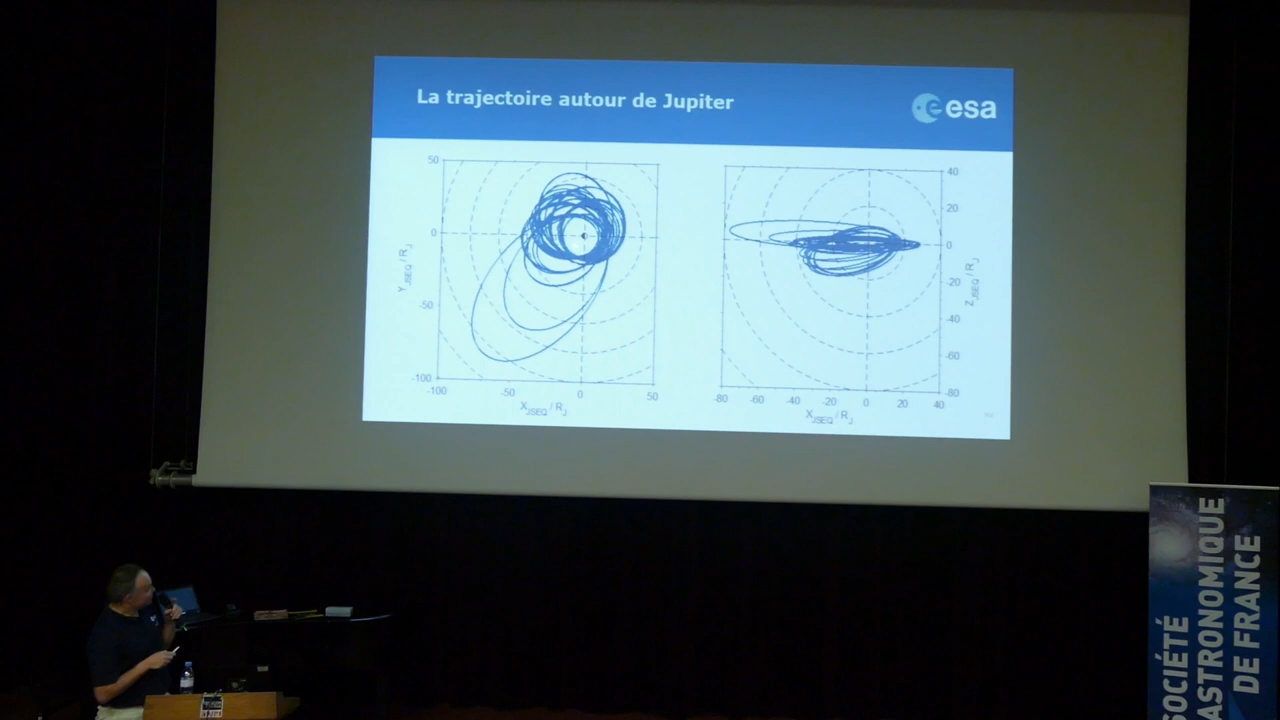 La trajectoire autour de Jupiter
esa
50
0
-50
-100
Y_JSEQ / R_J
-100
-50
0
50
X_JSEQ / R_J
40
20
0
-20
-40
-60
-80
Z_JSEQ / R_J
-80
-60
-40
-20
0
20
40
X_JSEQ / R_J
SOCIÉTÉ
ASTRONOMIQUE
DE FRANCE